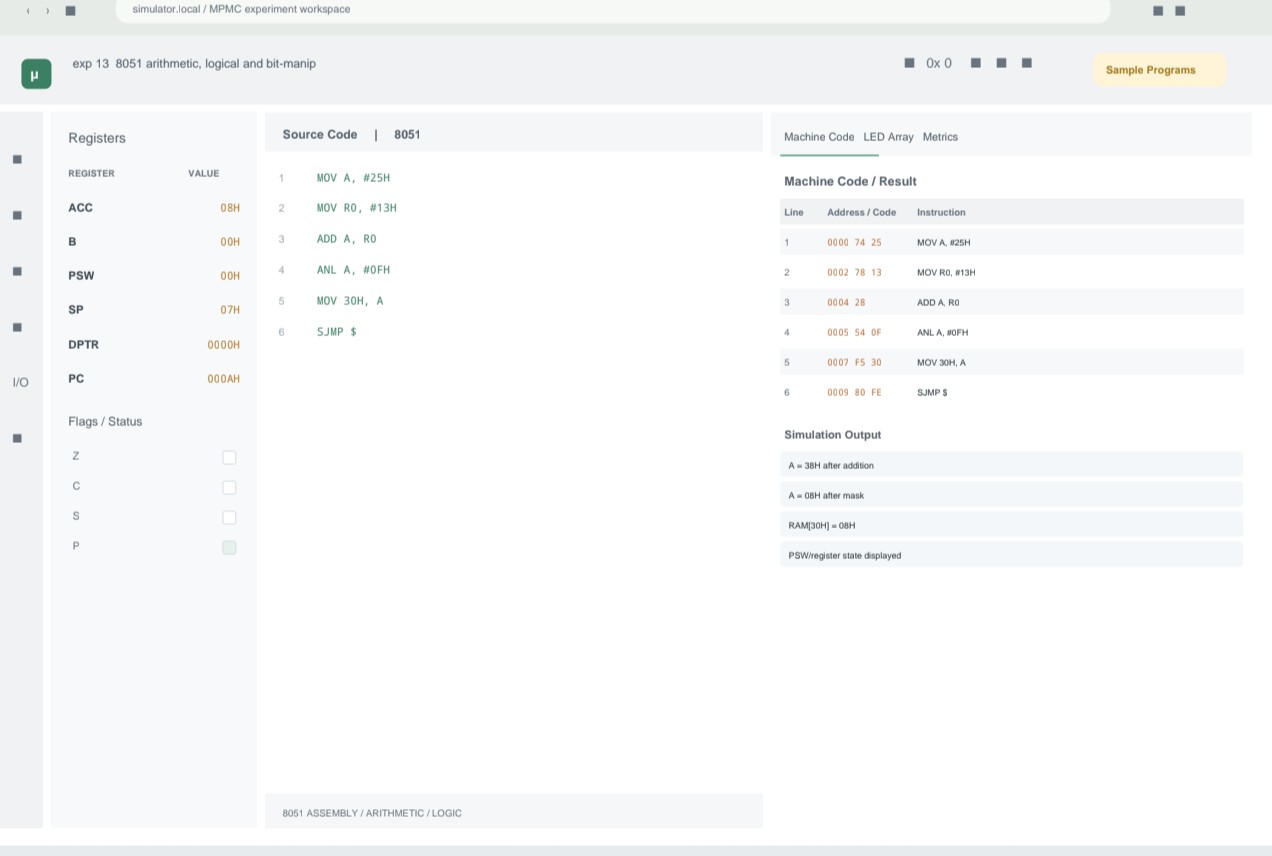 ‹ ›
simulator.local / MPMC experiment workspace
µ
exp 13 8051 arithmetic, logical and bit-manip
0x 0
Sample Programs
I/O
Registers
REGISTER VALUE
ACC 08H
B 00H
PSW 00H
SP 07H
DPTR 0000H
PC 000AH
Flags / Status
Z
C
S
P
Source Code | 8051
1 MOV A, #25H
2 MOV R0, #13H
3 ADD A, R0
4 ANL A, #0FH
5 MOV 30H, A
6 SJMP $
8051 ASSEMBLY / ARITHMETIC / LOGIC
Machine Code LED Array Metrics
Machine Code / Result
Line Address / Code Instruction
1 0000 74 25 MOV A, #25H
2 0002 78 13 MOV R0, #13H
3 0004 28 ADD A, R0
4 0005 54 0F ANL A, #0FH
5 0007 F5 30 MOV 30H, A
6 0009 80 FE SJMP $
Simulation Output
A = 38H after addition
A = 08H after mask
RAM[30H] = 08H
PSW/register state displayed